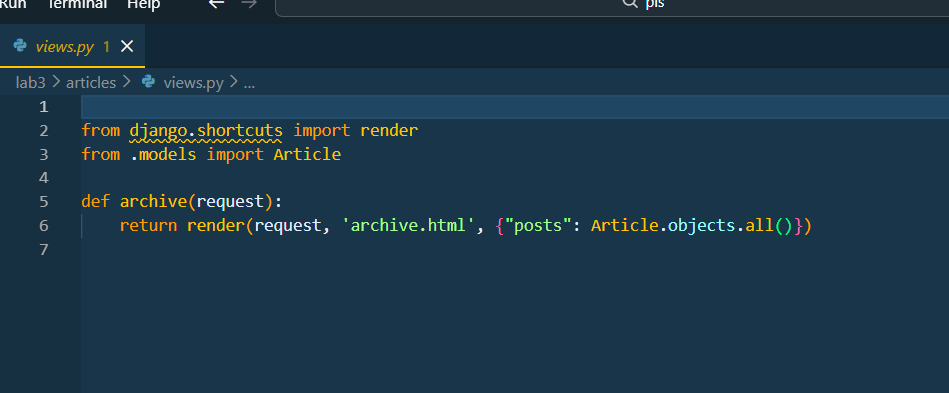 Run Terminal Help ← → pis
views.py 1 ×
lab3 > articles > views.py > ...
1
2 from django.shortcuts import render
3 from .models import Article
4
5 def archive(request):
6     return render(request, 'archive.html', {"posts": Article.objects.all()})
7